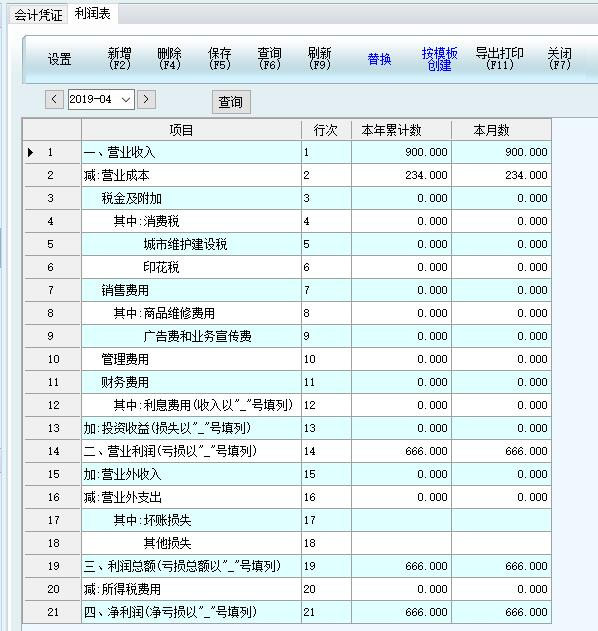 会计凭证 利润表
设置 新增(F2) 删除(F4) 保存(F5) 查询(F6) 刷新(F9) 替换 按模板创建 导出打印(F11) 关闭(F7)
< 2019-04 > 查询
项目 行次 本年累计数 本月数
1 一、营业收入 1 900.000 900.000
2 减:营业成本 2 234.000 234.000
3 税金及附加 3 0.000 0.000
4 其中:消费税 4 0.000 0.000
5 城市维护建设税 5 0.000 0.000
6 印花税 6 0.000 0.000
7 销售费用 7 0.000 0.000
8 其中:商品维修费用 8 0.000 0.000
9 广告费和业务宣传费 9 0.000 0.000
10 管理费用 10 0.000 0.000
11 财务费用 11 0.000 0.000
12 其中:利息费用(收入以"_"号填列) 12 0.000 0.000
13 加:投资收益(损失以"_"号填列) 13 0.000 0.000
14 二、营业利润(亏损以"_"号填列) 14 666.000 666.000
15 加:营业外收入 15 0.000 0.000
16 减:营业外支出 16 0.000 0.000
17 其中:坏账损失 17
18 其他损失 18
19 三、利润总额(亏损总额以"_"号填列) 19 666.000 666.000
20 减:所得税费用 20 0.000 0.000
21 四、净利润(净亏损以"_"号填列) 21 666.000 666.000